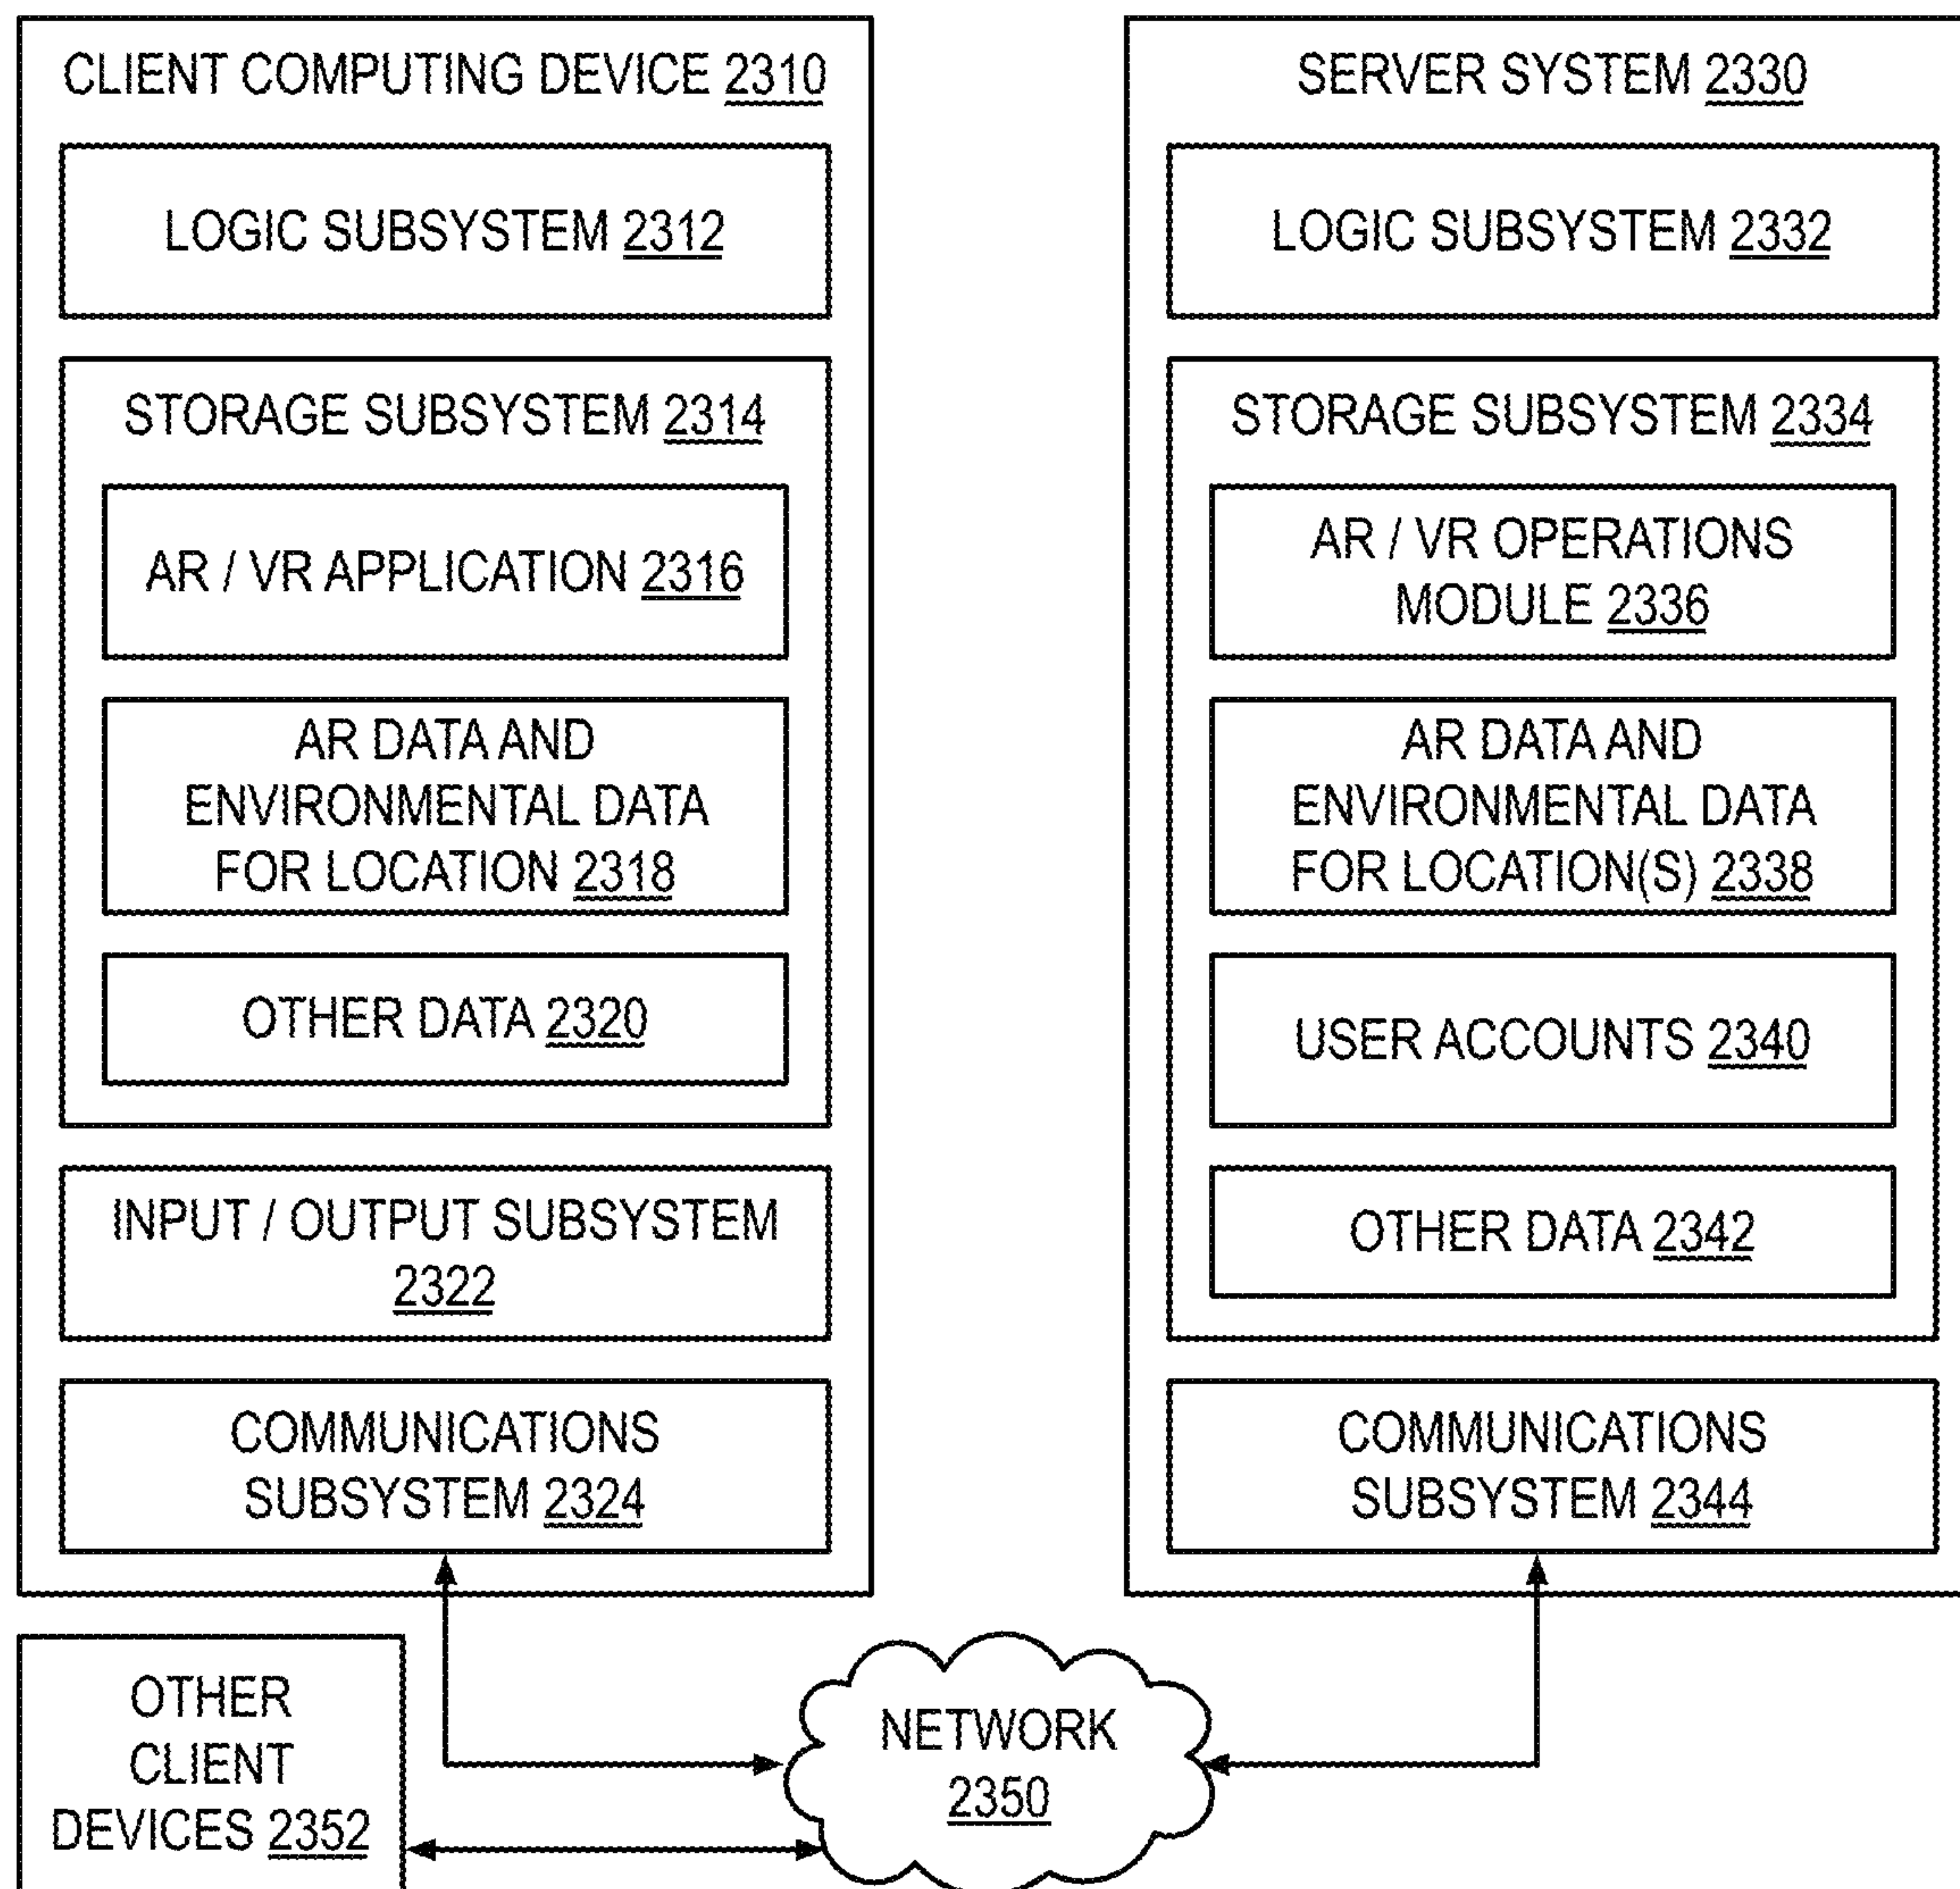 CLIENT COMPUTING DEVICE 2310
LOGIC SUBSYSTEM 2312
STORAGE SUBSYSTEM 2314
AR / VR APPLICATION 2316
AR DATA AND
ENVIRONMENTAL DATA
FOR LOCATION 2318
OTHER DATA 2320
INPUT / OUTPUT SUBSYSTEM
2322
COMMUNICATIONS
SUBSYSTEM 2324
SERVER SYSTEM 2330
LOGIC SUBSYSTEM 2332
STORAGE SUBSYSTEM 2334
AR / VR OPERATIONS
MODULE 2336
AR DATA AND
ENVIRONMENTAL DATA
FOR LOCATION(S) 2338
USER ACCOUNTS 2340
OTHER DATA 2342
COMMUNICATIONS
SUBSYSTEM 2344
OTHER
CLIENT
DEVICES 2352
NETWORK
2350